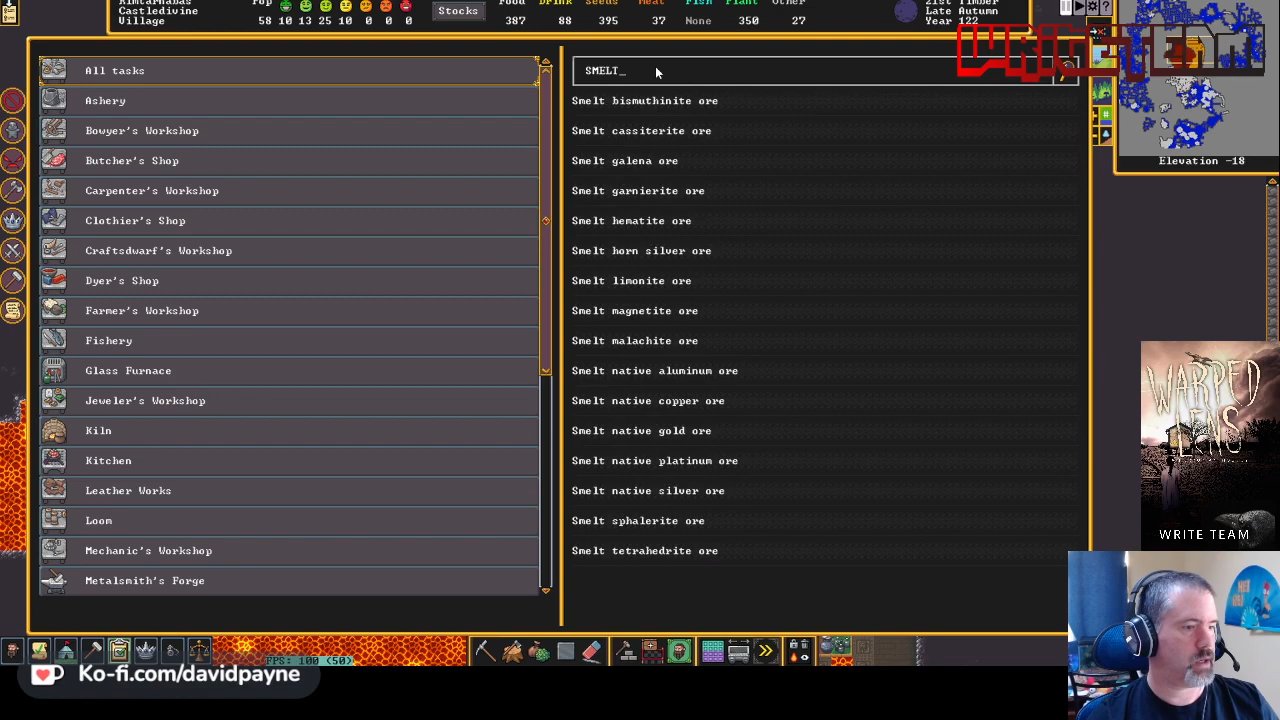 Kimtarnabas
Castledivine
Village
Pop
58 10 13 25 10 0 0 0
Stocks
Food Drink Seeds Meat Fish Plant Other
387 88 395 37 None 350 27
21st Timber
Late Autumn
Year 122
WRITE TEAM
Elevation -18
All tasks
Ashery
Bowyer's Workshop
Butcher's Shop
Carpenter's Workshop
Clothier's Shop
Craftsdwarf's Workshop
Dyer's Shop
Farmer's Workshop
Fishery
Glass Furnace
Jeweler's Workshop
Kiln
Kitchen
Leather Works
Loom
Mechanic's Workshop
Metalsmith's Forge
SMELT_
Smelt bismuthinite ore
Smelt cassiterite ore
Smelt galena ore
Smelt garnierite ore
Smelt hematite ore
Smelt horn silver ore
Smelt limonite ore
Smelt magnetite ore
Smelt malachite ore
Smelt native aluminum ore
Smelt native copper ore
Smelt native gold ore
Smelt native platinum ore
Smelt native silver ore
Smelt sphalerite ore
Smelt tetrahedrite ore
WARPED
LENS
WRITE TEAM
FPS: 100 (50)
Ko-fi.com/davidpayne